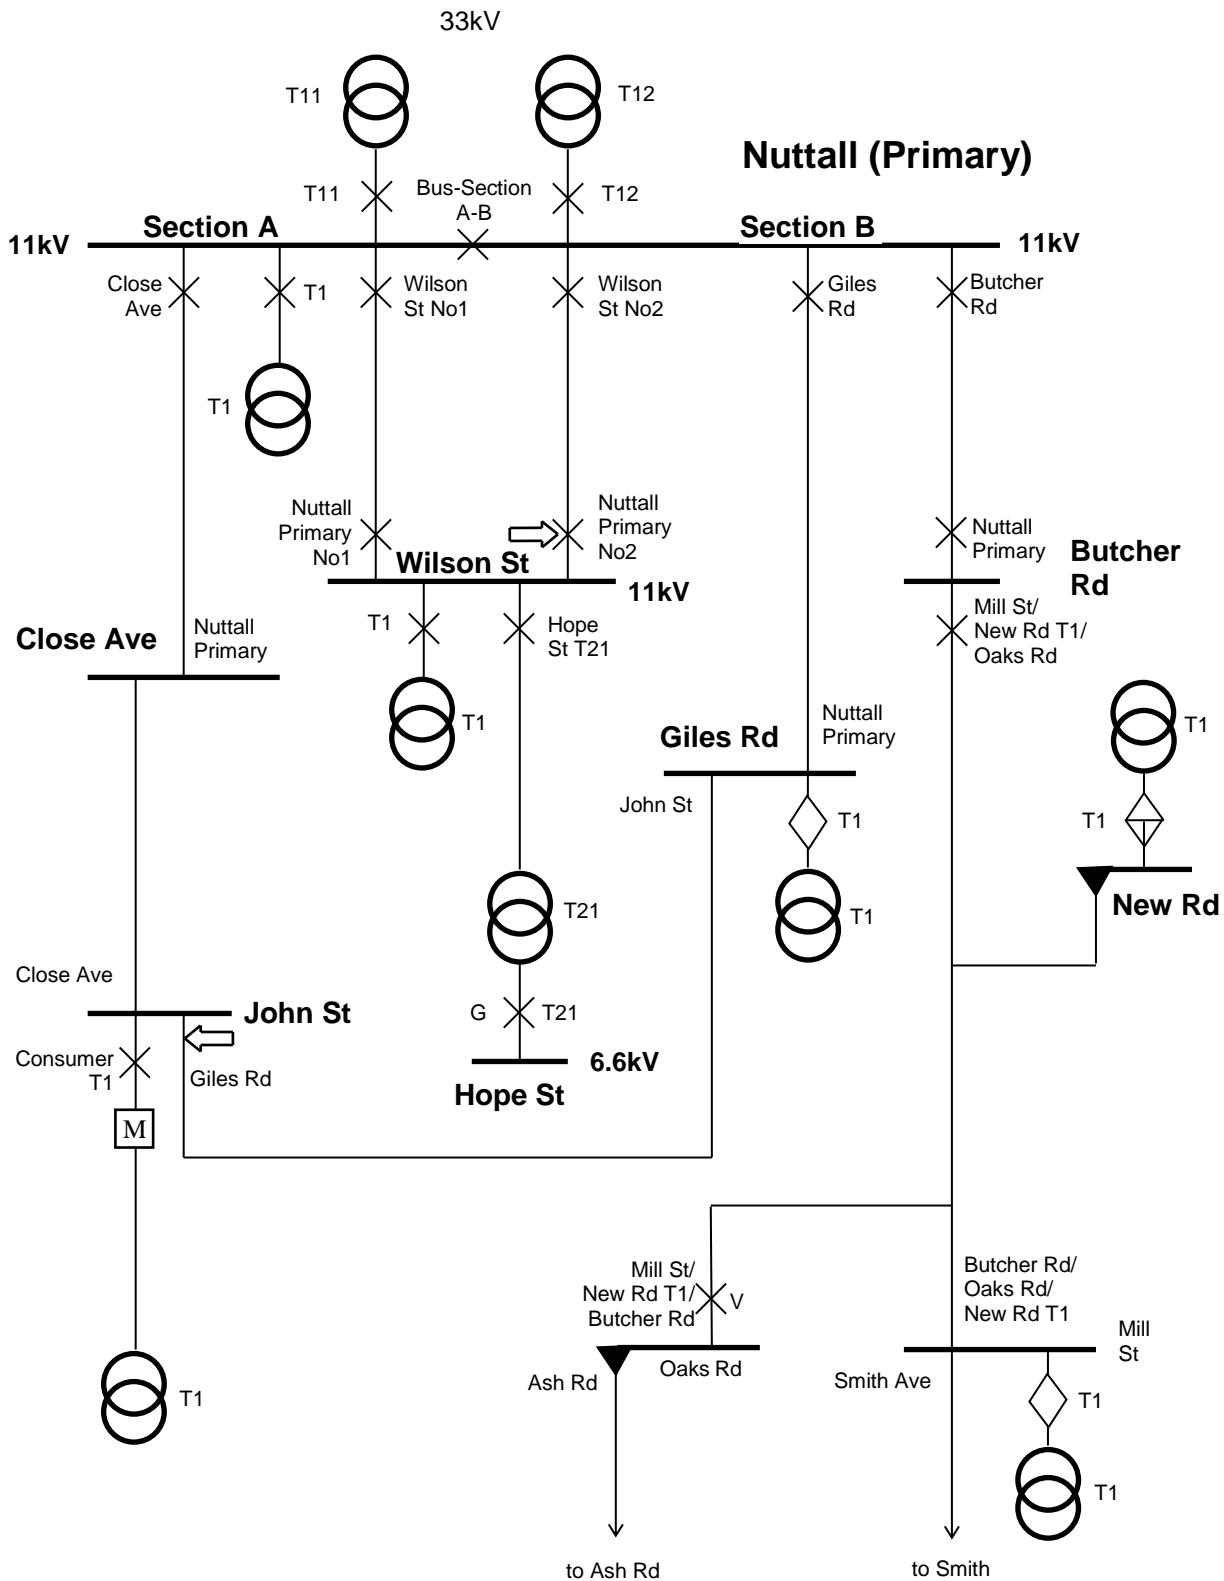 33kV
T11
T12
Nuttall (Primary)
T11
Bus-Section
A-B
T12
Section A
Section B
11kV
11kV
Close
Ave
T1
Wilson
St No1
Wilson
St No2
Giles
Rd
Butcher
Rd
T1
Nuttall
Primary
No1
Nuttall
Primary
No2
Nuttall
Primary
Butcher
Rd
Wilson St
11kV
T1
Hope
St T21
Mill St/
New Rd T1/
Oaks Rd
Close Ave
Nuttall
Primary
T1
Giles Rd
Nuttall
Primary
T1
John St
T1
T1
New Rd
T21
T1
Close Ave
John St
G
T21
Consumer
T1
Giles Rd
6.6kV
Hope St
M
Mill St/
New Rd T1/
Butcher Rd
V
Butcher Rd/
Oaks Rd/
New Rd T1
Mill
St
Ash Rd
Oaks Rd
Smith Ave
T1
T1
T1
to Ash Rd
to Smith